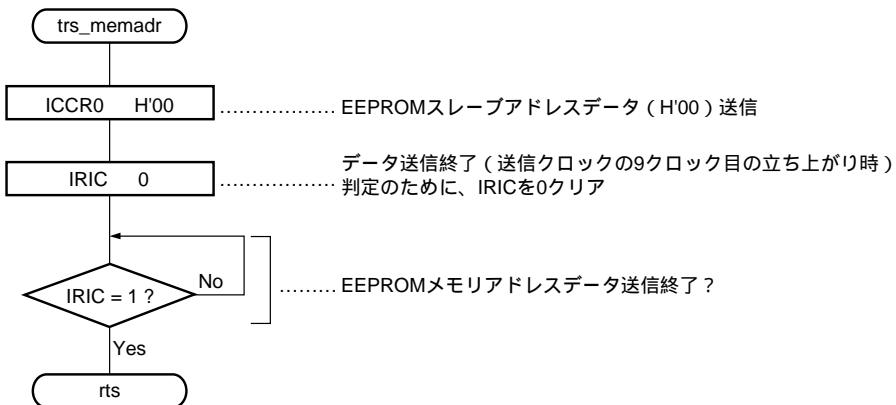 trs_memadr
ICCR0 H'00 ……………… EEPROMスレーブアドレスデータ（H'00）送信
データ送信終了（送信クロックの9クロック目の立ち上がり時）
IRIC 0 ……………… 判定のために、IRICを0クリア
IRIC = 1 ? No ……… EEPROMメモリアドレスデータ送信終了？
Yes
rts